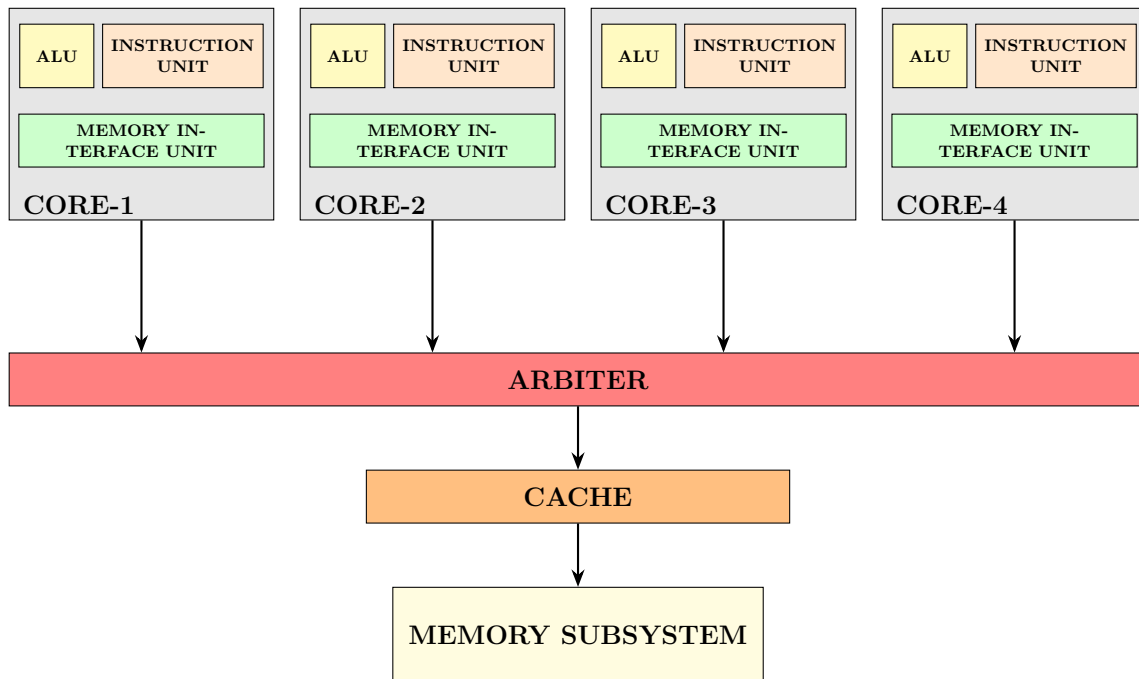 ALU
INSTRUCTION
UNIT
MEMORY IN-
TERFACE UNIT
CORE-1
ALU
INSTRUCTION
UNIT
MEMORY IN-
TERFACE UNIT
CORE-2
ALU
INSTRUCTION
UNIT
MEMORY IN-
TERFACE UNIT
CORE-3
ALU
INSTRUCTION
UNIT
MEMORY IN-
TERFACE UNIT
CORE-4
ARBITER
CACHE
MEMORY SUBSYSTEM